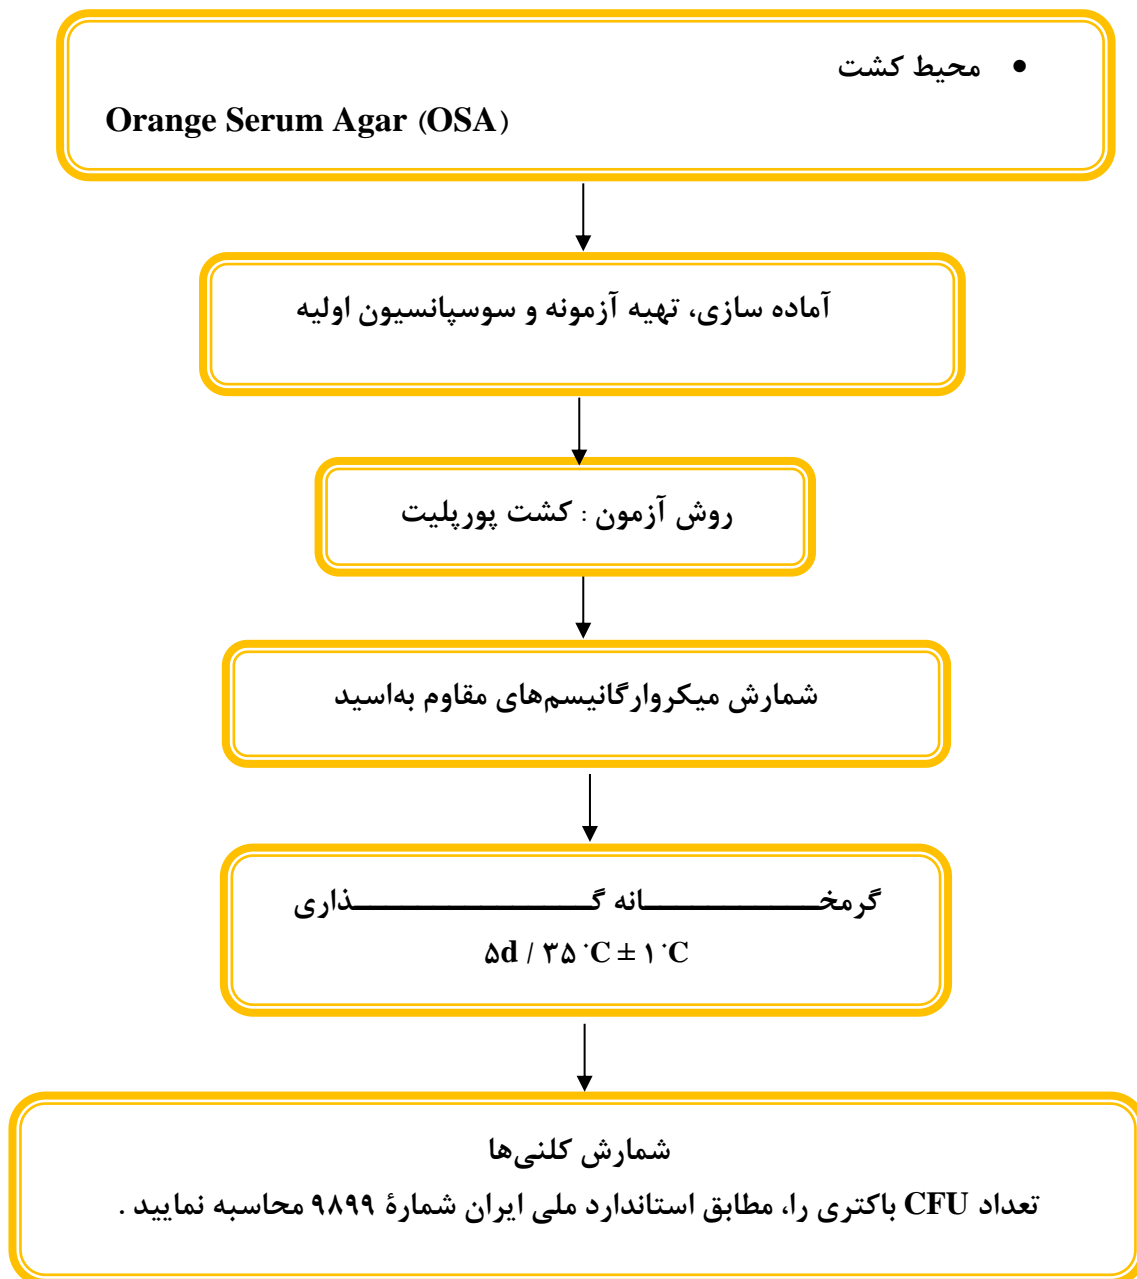 • محیط کشت
Orange Serum Agar (OSA)
آماده سازی، تهیه آزمونه و سوسپانسیون اولیه
روش آزمون : کشت پورپلیت
شمارش میکروارگانیسم‌های مقاوم به‌اسید
گرمخـــــــــــــانه گـــــــــــــــذاری
۵d / ۳۵ ˙C ± ۱ ˙C
شمارش کلنی‌ها
تعداد CFU باکتری را، مطابق استاندارد ملی ایران شمارۀ ۹۸۹۹ محاسبه نمایید .